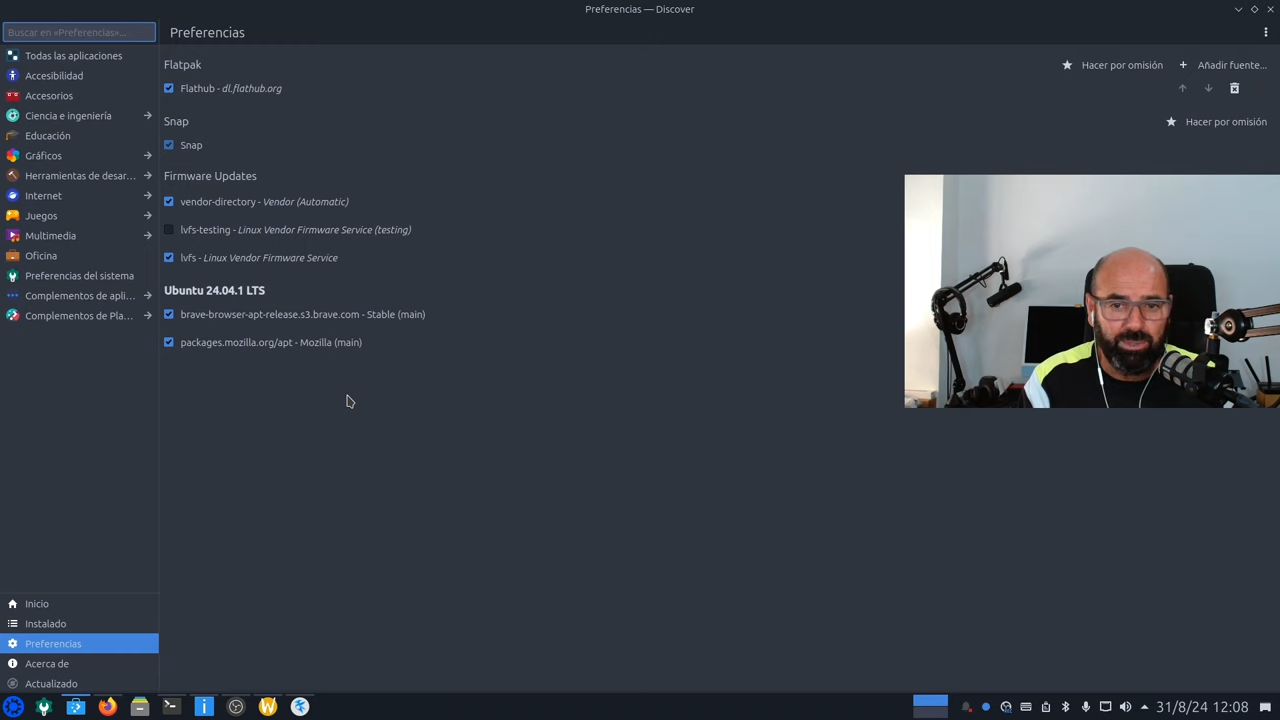 Preferencias — Discover
Buscar en «Preferencias»...
Preferencias
Todas las aplicaciones
Accesibilidad
Accesorios
Ciencia e ingeniería
Educación
Gráficos
Herramientas de desar...
Internet
Juegos
Multimedia
Oficina
Preferencias del sistema
Complementos de apli...
Complementos de Pla...
Flatpak
Hacer por omisión
Añadir fuente...
Flathub - dl.flathub.org
Snap
Hacer por omisión
Snap
Firmware Updates
vendor-directory - Vendor (Automatic)
lvfs-testing - Linux Vendor Firmware Service (testing)
lvfs - Linux Vendor Firmware Service
Ubuntu 24.04.1 LTS
brave-browser-apt-release.s3.brave.com - Stable (main)
packages.mozilla.org/apt - Mozilla (main)
Inicio
Instalado
Preferencias
Acerca de
Actualizado
31/8/24 12:08